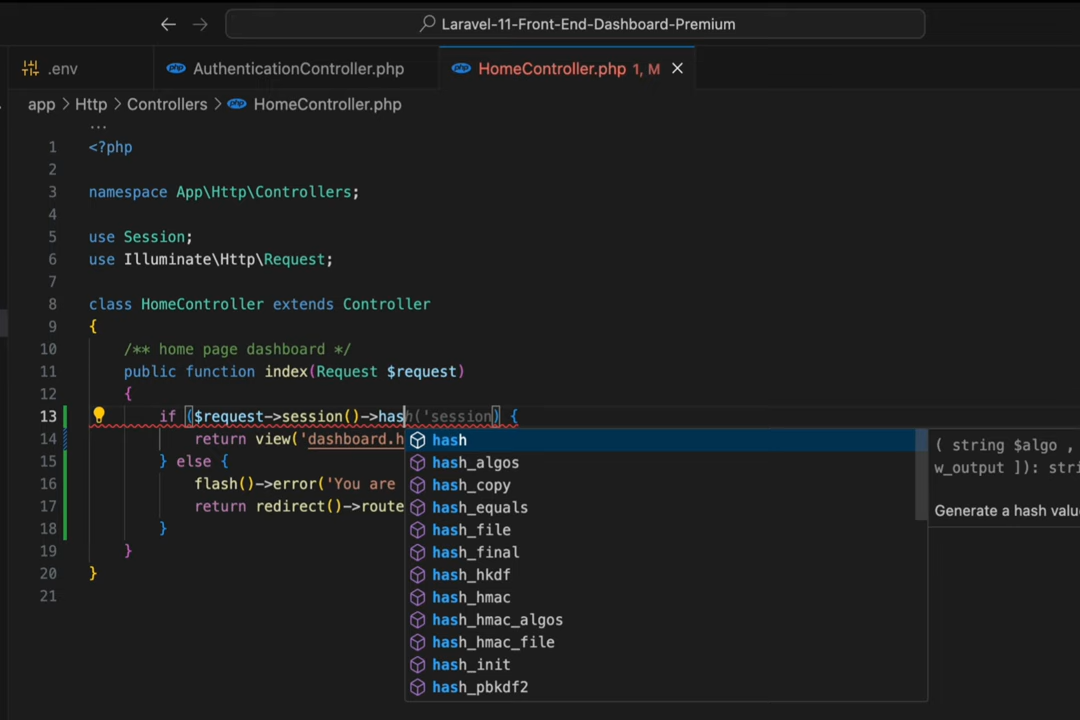 Laravel-11-Front-End-Dashboard-Premium
.env
php AuthenticationController.php
php HomeController.php 1, M
app > Http > Controllers > php HomeController.php
...
1 <?php
2
3 namespace App\Http\Controllers;
4
5 use Session;
6 use Illuminate\Http\Request;
7
8 class HomeController extends Controller
9 {
10 /** home page dashboard */
11 public function index(Request $request)
12 {
13 if ($request->session()->hash('session) {
14 return view('dashboard.h
15 } else {
16 flash()->error('You are
17 return redirect()->route
18 }
19 }
20 }
21
hash
hash_algos
hash_copy
hash_equals
hash_file
hash_final
hash_hkdf
hash_hmac
hash_hmac_algos
hash_hmac_file
hash_init
hash_pbkdf2
( string $algo ,
w_output ]): stri
Generate a hash valu